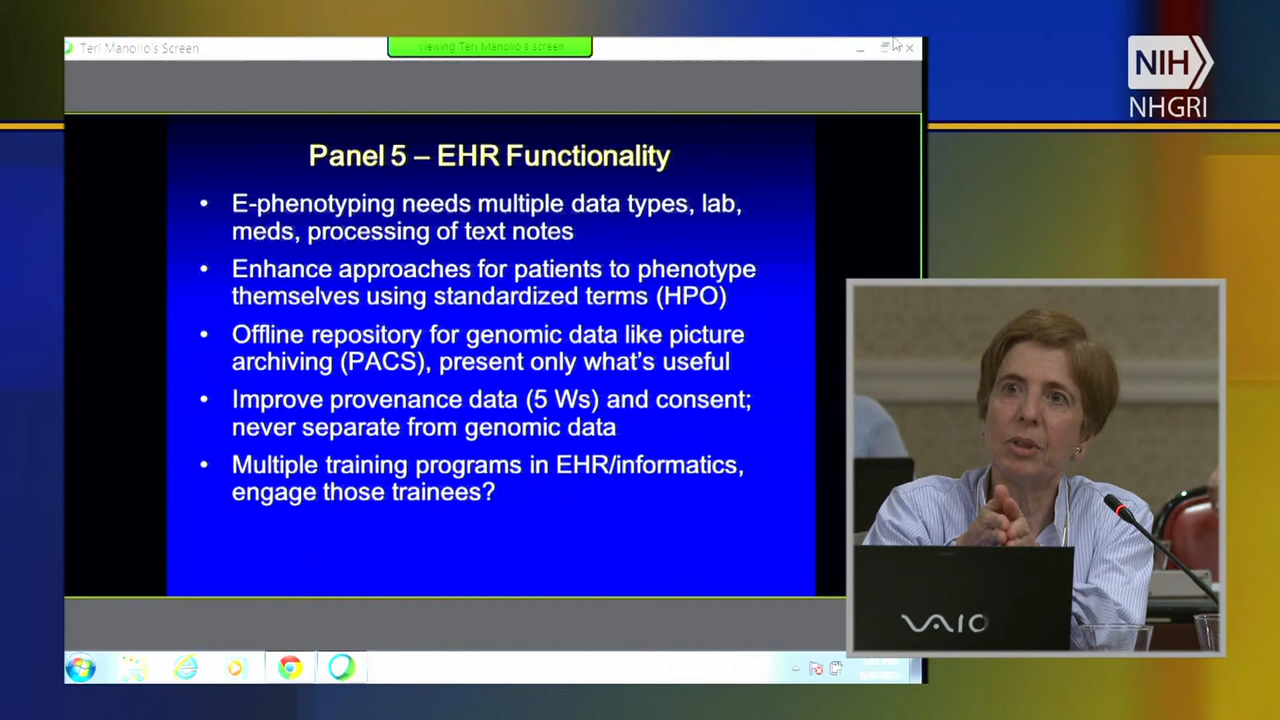 Teri Manolio's Screen
Viewing Teri Manolio's screen
NIH
NHGRI
Panel 5 – EHR Functionality
• E-phenotyping needs multiple data types, lab,
meds, processing of text notes
• Enhance approaches for patients to phenotype
themselves using standardized terms (HPO)
• Offline repository for genomic data like picture
archiving (PACS), present only what's useful
• Improve provenance data (5 Ws) and consent;
never separate from genomic data
• Multiple training programs in EHR/informatics,
engage those trainees?
VAIO